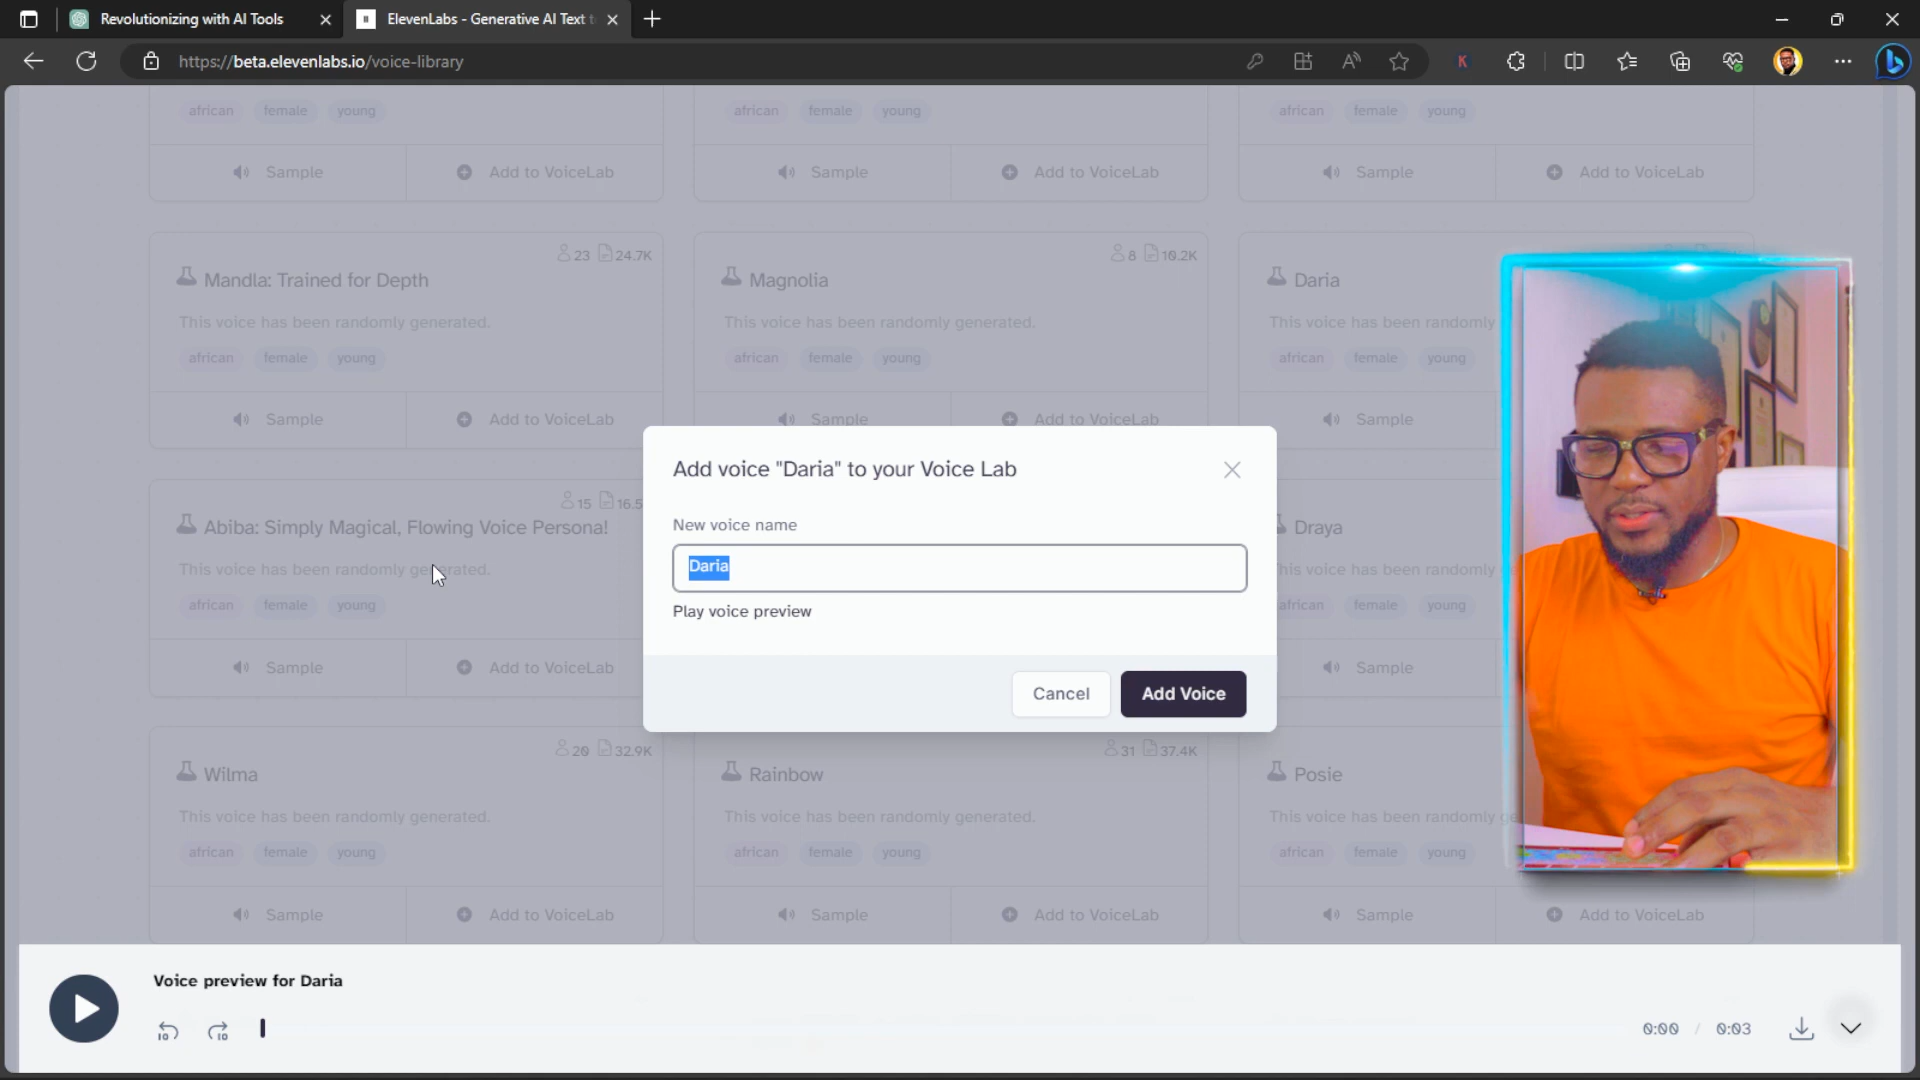 Revolutionizing with AI Tools
ElevenLabs - Generative AI Text t
https://beta.elevenlabs.io/voice-library
K
african female young
african female young
african female young
Sample Add to VoiceLab
Sample Add to VoiceLab
Sample Add to VoiceLab
23 24.7K
Mandla: Trained for Depth
This voice has been randomly generated.
african female young
Sample Add to VoiceLab
8 10.2K
Magnolia
This voice has been randomly generated.
african female young
Sample Add to VoiceLab
Daria
This voice has been randomly
african female young
Sample
Add voice "Daria" to your Voice Lab
New voice name
Daria
Play voice preview
Cancel Add Voice
15 16.5
Abiba: Simply Magical, Flowing Voice Persona!
This voice has been randomly generated.
african female young
Sample Add to VoiceLab
Draya
his voice has been randomly
african female young
Sample
20 32.9K
Wilma
This voice has been randomly generated.
african female young
Sample Add to VoiceLab
31 37.4K
Rainbow
This voice has been randomly generated.
african female young
Sample Add to VoiceLab
Posie
This voice has been randomly ge
african female young
Sample Add to VoiceLab
Voice preview for Daria
10 10
0:00 / 0:03